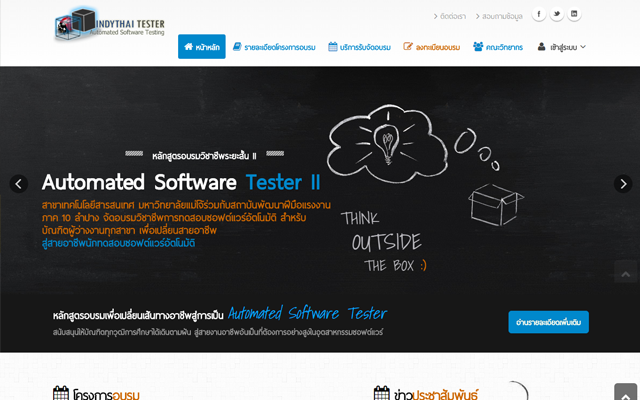 INDYTHAI TESTER
Automated Software Testing
ติดต่อเรา
สอบถามข้อมูล
หน้าหลัก
รายละเอียดโครงการอบรม
บริการรับจัดอบรม
ลงทะเบียนอบรม
คณะวิทยากร
เข้าสู่ระบบ
หลักสูตรอบรมวิชาชีพระยะสั้น II
Automated Software Tester II
สาขาเทคโนโลยีสารสนเทศ มหาวิทยาลัยแม่โจ้ร่วมกับสถาบันพัฒนาฝีมือแรงงาน
ภาค 10 ลำปาง จัดอบรมวิชาชีพการทดสอบซอฟต์แวร์อัตโนมัติ สำหรับ
บัณฑิตผู้ว่างงานทุกสาขา เพื่อเปลี่ยนสายอาชีพ
สู่สายอาชีพนักทดสอบซอฟต์แวร์อัตโนมัติ
THINK
OUTSIDE
THE BOX :)
หลักสูตรอบรมเพื่อเปลี่ยนเส้นทางอาชีพสู่การเป็น Automated Software Tester
สนับสนุนให้บัณฑิตทุกวุฒิการศึกษาได้เดินตามฝัน สู่สายงานอาชีพอันเป็นที่ต้องการอย่างสูงในอุตสาหกรรมซอฟต์แวร์
อ่านรายละเอียดเพิ่มเติม
โครงการอบรม
ข่าวประชาสัมพันธ์